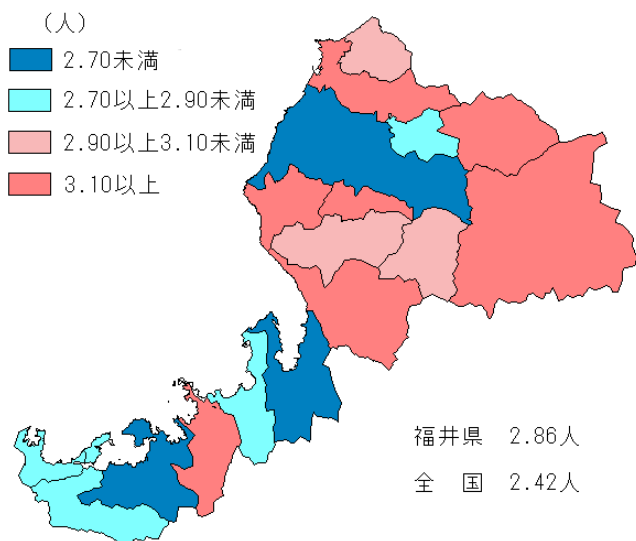 (人)
2.70未満
2.70以上2.90未満
2.90以上3.10未満
3.10以上
福井県 2.86人
全 国 2.42人